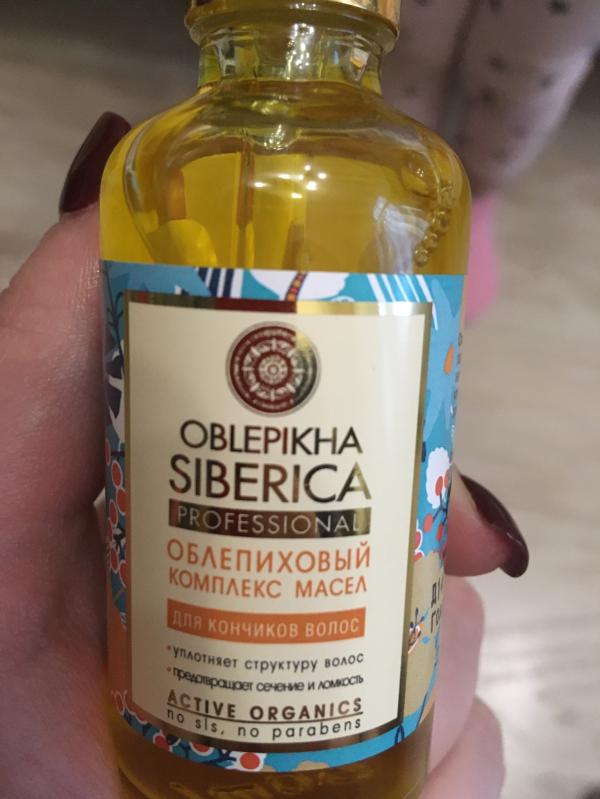 OBLEPIKHA
SIBERICA
PROFESSIONAL
ОБЛЕПИХОВЫЙ
КОМПЛЕКС МАСЕЛ
ДЛЯ КОНЧИКОВ ВОЛОС
•уплотняет структуру волос
•предотвращает сечение и ломкость
ACTIVE ORGANICS
no sls, no parabens